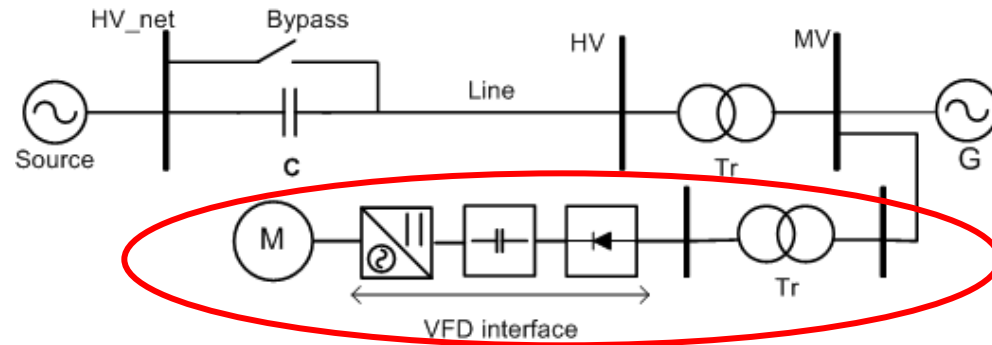 HV_net
Bypass
HV
MV
Line
Source
C
Tr
G
M
Tr
VFD interface